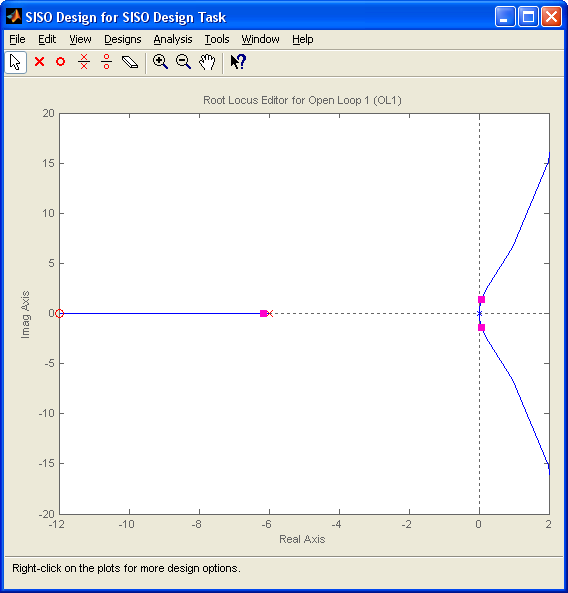 SISO Design for SISO Design Task
File Edit View Designs Analysis Tools Window Help
Root Locus Editor for Open Loop 1 (OL1)
20
15
10
5
0
-5
-10
-15
-20
Imag Axis
-12 -10 -8 -6 -4 -2 0 2
Real Axis
Right-click on the plots for more design options.